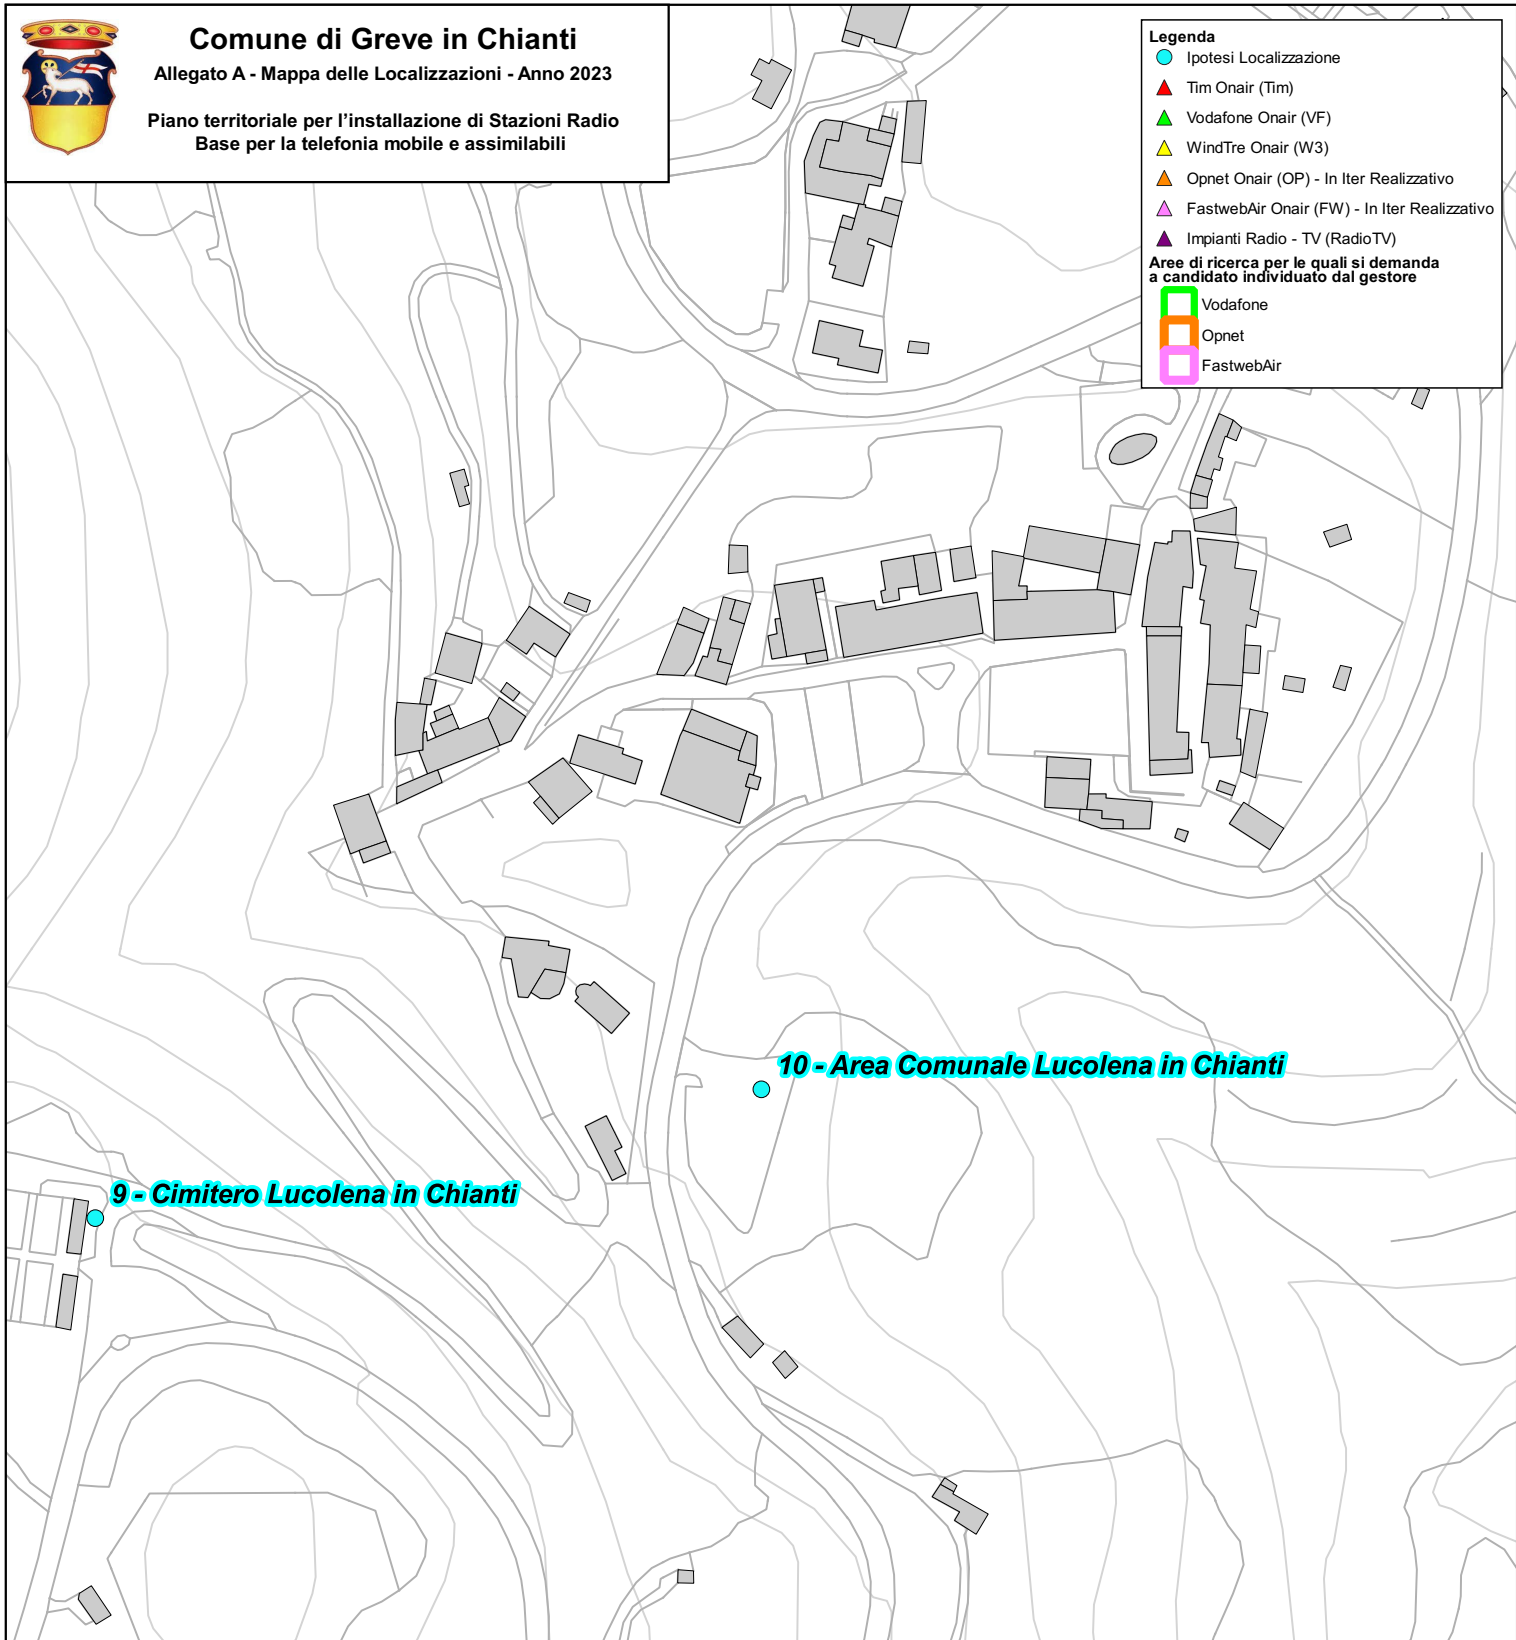 Comune di Greve in Chianti
Allegato A - Mappa delle Localizzazioni - Anno 2023
Piano territoriale per l'installazione di Stazioni Radio
Base per la telefonia mobile e assimilabili
Legenda
Ipotesi Localizzazione
Tim Onair (Tim)
Vodafone Onair (VF)
WindTre Onair (W3)
Opnet Onair (OP) - In Iter Realizzativo
FastwebAir Onair (FW) - In Iter Realizzativo
Impianti Radio - TV (RadioTV)
Aree di ricerca per le quali si demanda
a candidato individuato dal gestore
Vodafone
Opnet
FastwebAir
10 - Area Comunale Lucolena in Chianti
9 - Cimitero Lucolena in Chianti